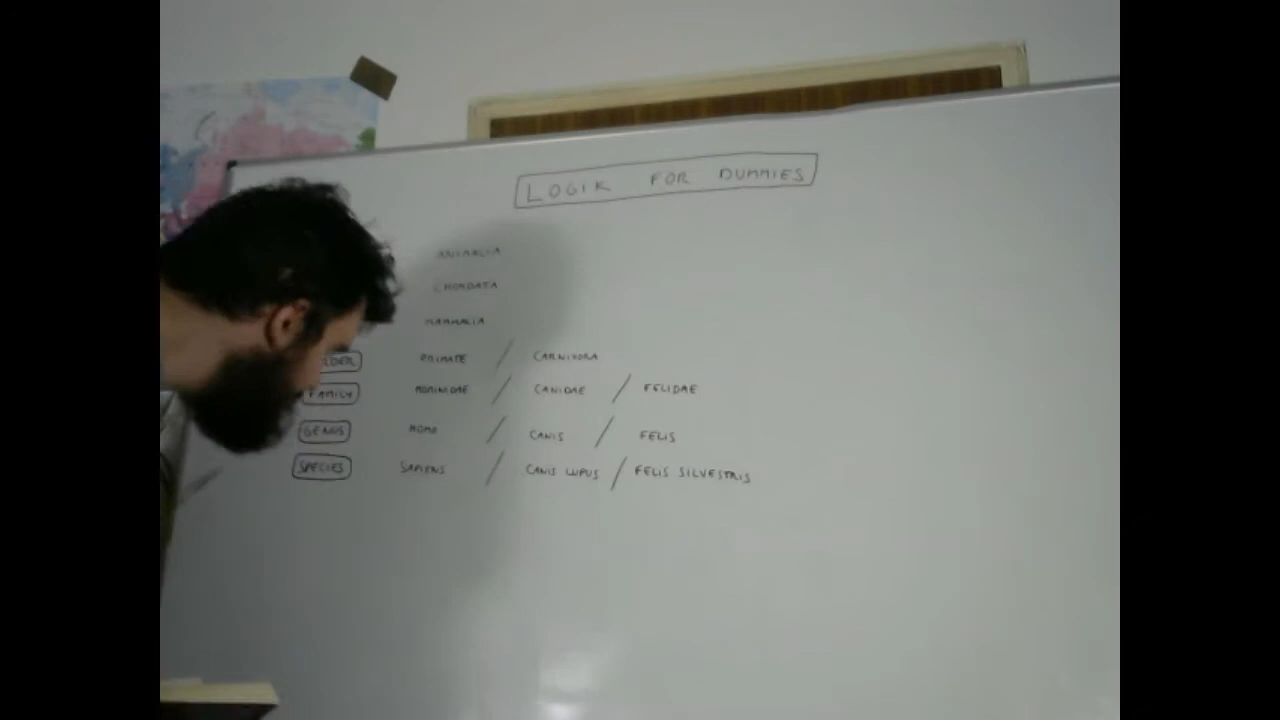 LOGIK FOR DUMMIES
ANIMALIA
CHORDATA
MAMMALIA
PRIMATE / CARNIVORA
FAMILY HOMINIDAE / CANIDAE / FELIDAE
GENUS HOMO / CANIS / FELIS
SPECIES SAPIENS / CANIS LUPUS / FELIS SILVESTRIS